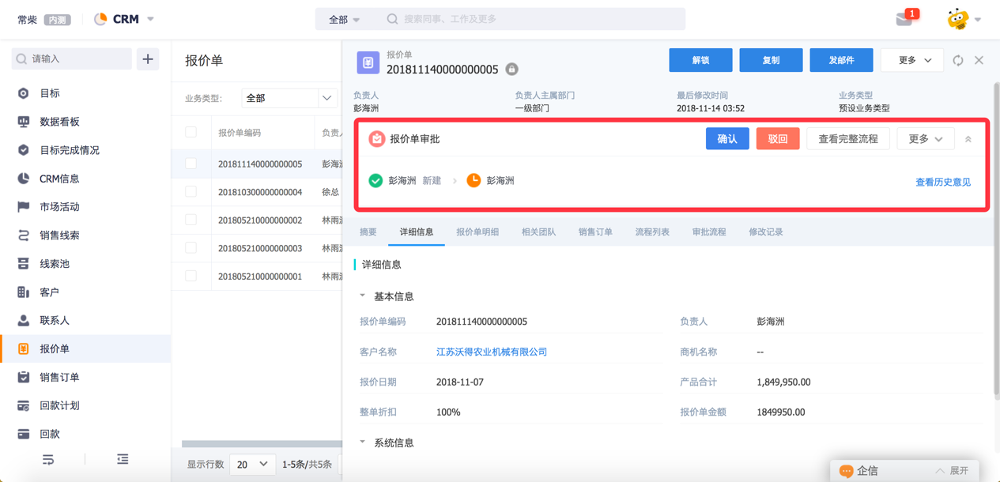 常柴 内测 CRM 全部 搜索同事、工作及更多 1
请输入
目标
数据看板
目标完成情况
CRM信息
市场活动
销售线索
线索池
客户
联系人
报价单
销售订单
回款计划
回款
报价单
业务类型: 全部
报价单编码 负责人
201811140000000005 彭海洲
201810300000000004 徐总
201805210000000002 林雨
201805210000000003 林雨
201805210000000001 林雨
显示行数 20 1-5条/共5条
报价单
201811140000000005
解锁 复制 发邮件 更多
负责人 负责人主属部门 最后修改时间 业务类型
彭海洲 一级部门 2018-11-14 03:52 预设业务类型
报价单审批 确认 驳回 查看完整流程 更多
彭海洲 新建 彭海洲 查看历史意见
摘要 详细信息 报价单明细 相关团队 销售订单 流程列表 审批流程 修改记录
详细信息
基本信息
报价单编码 201811140000000005 负责人 彭海洲
客户名称 江苏沃得农业机械有限公司 商机名称 --
报价日期 2018-11-07 产品合计 1,849,950.00
整单折扣 100% 报价单金额 1849950.00
系统信息
企信 展开